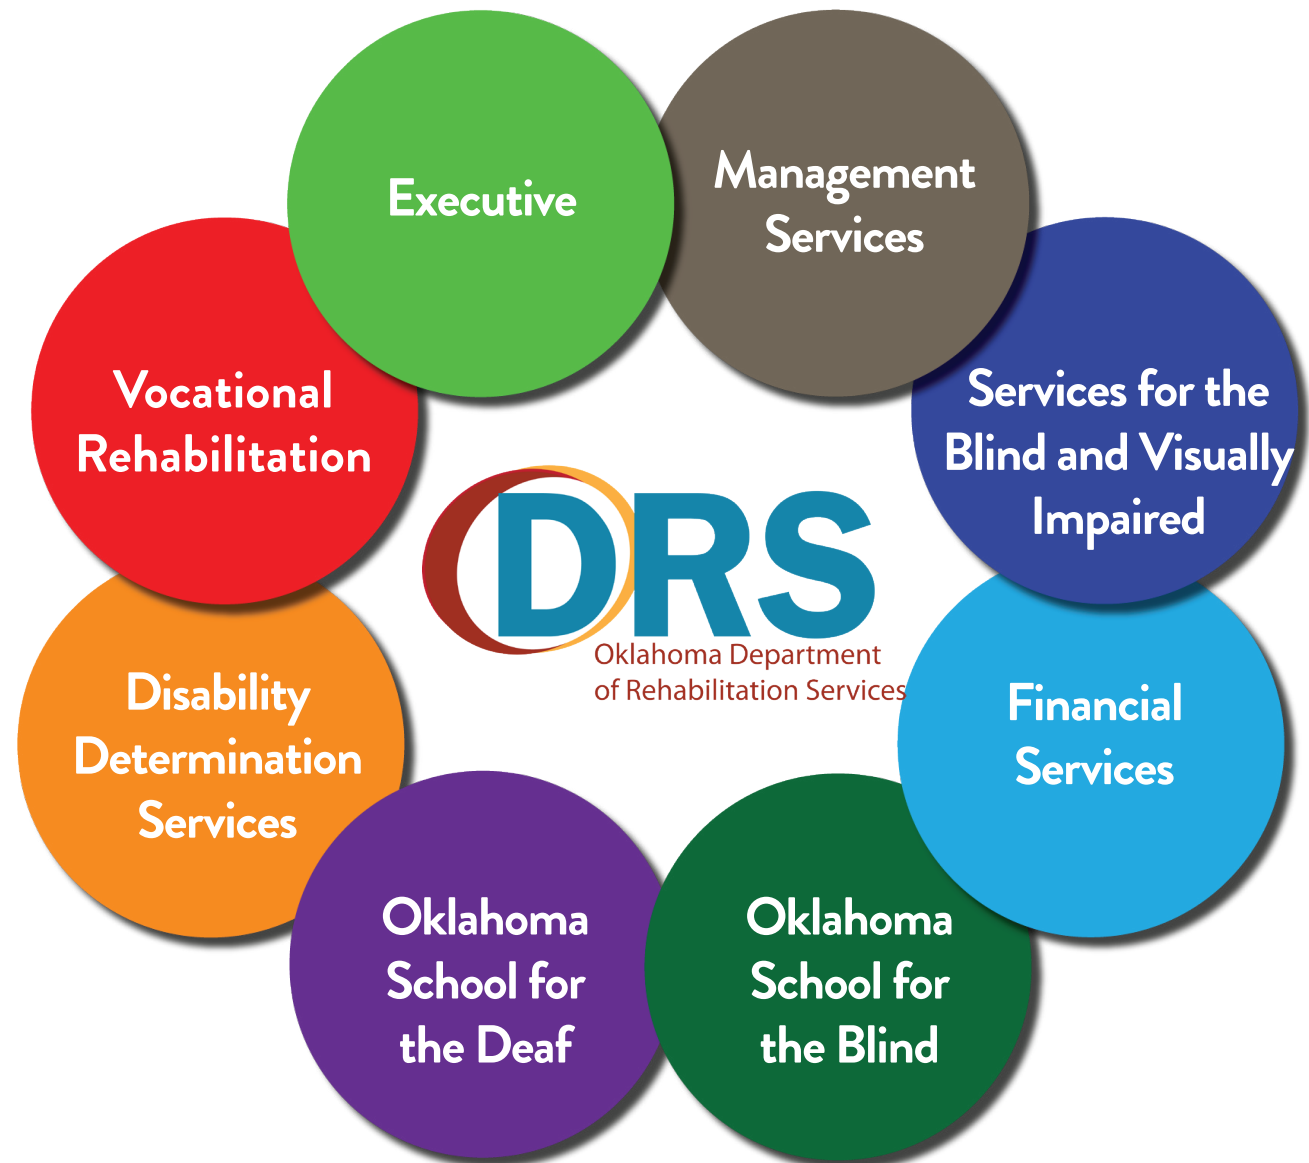 Executive
Management
Services
Vocational
Rehabilitation
Services for the
Blind and Visually
Impaired
DRS
Oklahoma Department
of Rehabilitation Services
Disability
Determination
Services
Financial
Services
Oklahoma
School for
the Deaf
Oklahoma
School for
the Blind